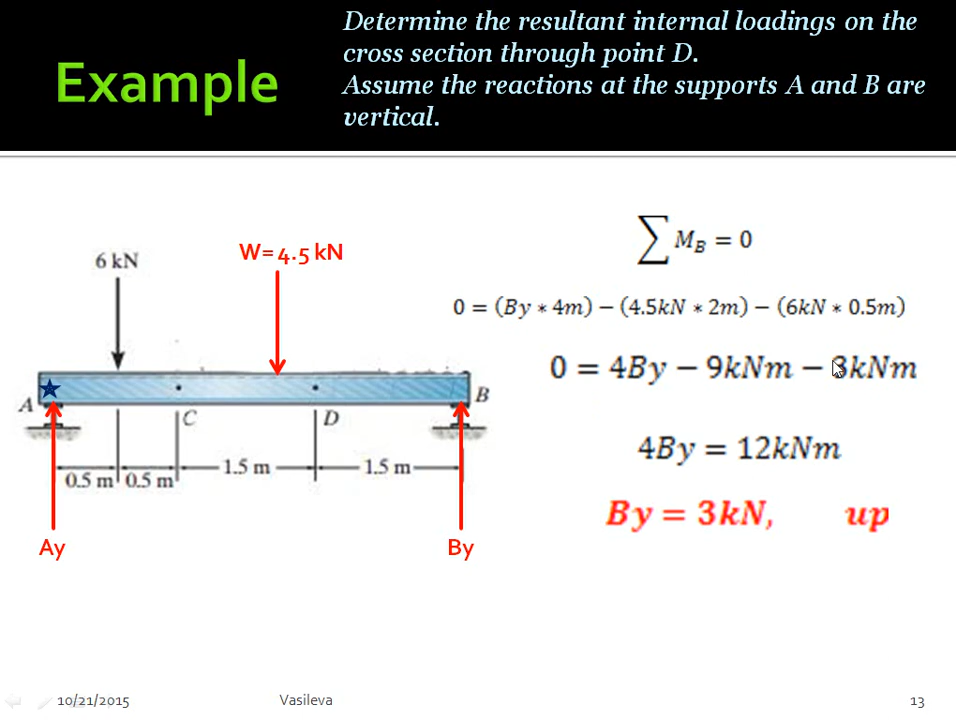 Example
Determine the resultant internal loadings on the
cross section through point D.
Assume the reactions at the supports A and B are
vertical.
6 kN
W= 4.5 kN
A
B
C
D
0.5 m
0.5 m
1.5 m
1.5 m
Ay
By
∑ M_B = 0
0 = (By * 4m) − (4.5kN * 2m) − (6kN * 0.5m)
0 = 4By − 9kNm − 3kNm
4By = 12kNm
By = 3kN, up
10/21/2015
Vasileva
13